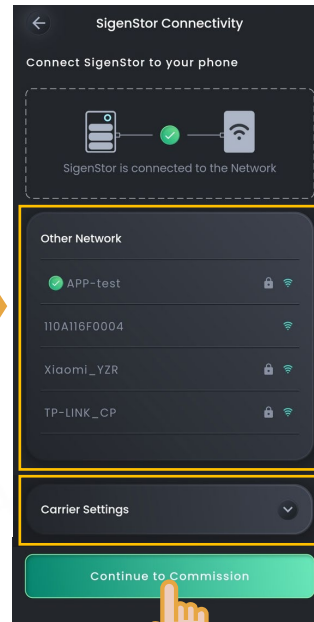 SigenStor Connectivity
Connect SigenStor to your phone
SigenStor is connected to the Network
Other Network
APP-test
110A116F0004
Xiaomi_YZR
TP-LINK_CP
Carrier Settings
Continue to Commission